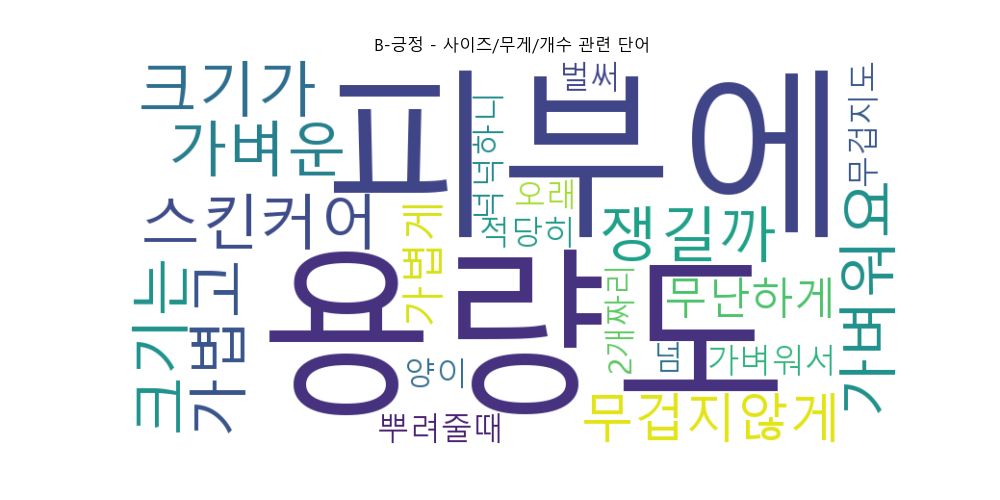 B-긍정 - 사이즈/무게/개수 관련 단어
크기가
피부에
벌써
무겁지도
가벼운
넉넉하니
오래
스킨커어
가볍게
적당히
쟁길까
가벼워요
크기는
가볍고
용량도
2개짜리
무난하게
양이
넘
가벼워서
뿌려줄때
무겁지않게